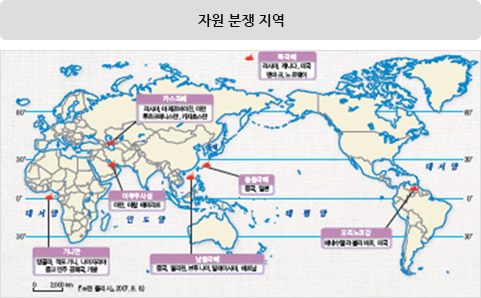 자원 분쟁 지역
북극해
러시아, 캐나다, 미국
덴마크, 노르웨이
카스피해
러시아, 아제르바이잔, 이란
투르크메니스탄, 카자흐스탄
60°
60°
30°
30°
0°
0°
30°
30°
아부무사섬
이란, 아랍 에미리트
동중국해
중국, 일본
대서양
대서양
인도양
태평양
오리노코강
베네수엘라 볼리바르, 미국
기니만
앙골라, 적도 기니, 나이지리아
콩고 민주 공화국, 가봉
남중국해
중국, 필리핀, 브루나이, 말레이시아, 베트남
0 2,000 km